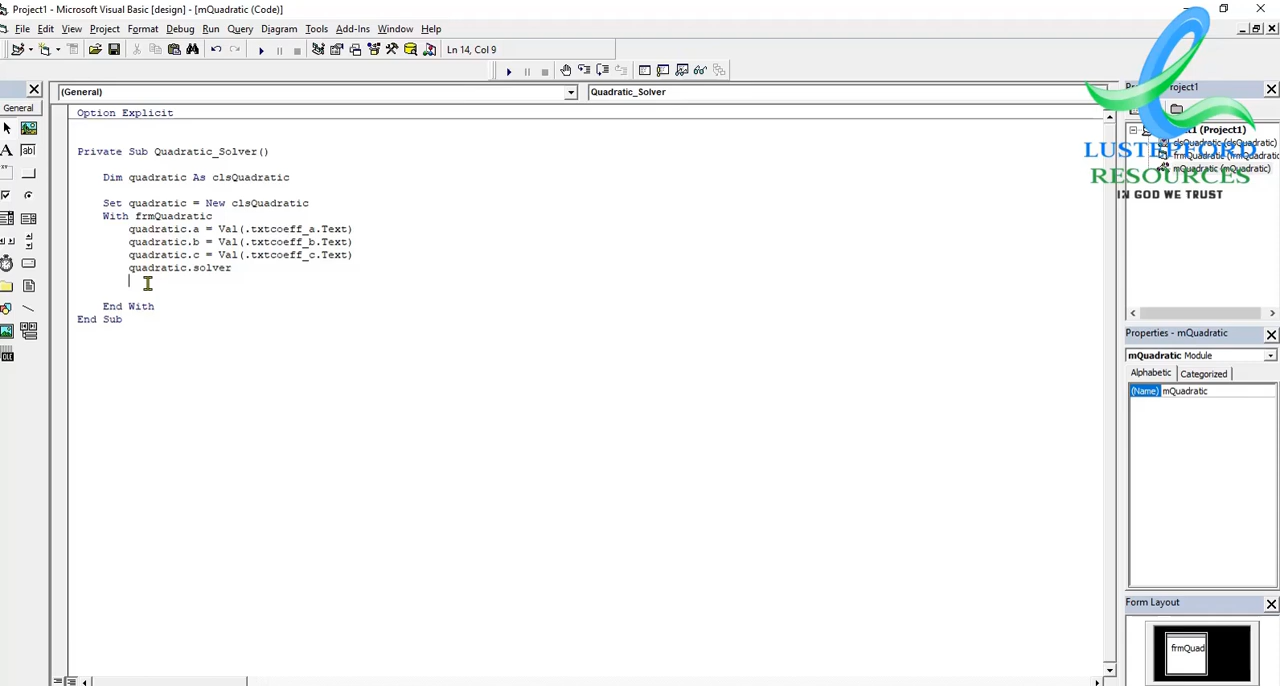 Project1 - Microsoft Visual Basic [design] - [mQuadratic (Code)]
File Edit View Project Format Debug Run Query Diagram Tools Add-Ins Window Help
Ln 14, Col 9
General
(General) Quadratic_Solver
Option Explicit
Private Sub Quadratic_Solver()
Dim quadratic As clsQuadratic
Set quadratic = New clsQuadratic
With frmQuadratic
quadratic.a = Val(.txtcoeff_a.Text)
quadratic.b = Val(.txtcoeff_b.Text)
quadratic.c = Val(.txtcoeff_c.Text)
quadratic.solver
End With
End Sub
LUSTEPFORD
RESOURCES
IN GOD WE TRUST
(Project1)
mQuadratic (mQuadratic)
Properties - mQuadratic
mQuadratic Module
Alphabetic Categorized
(Name) mQuadratic
Form Layout
frmQuad